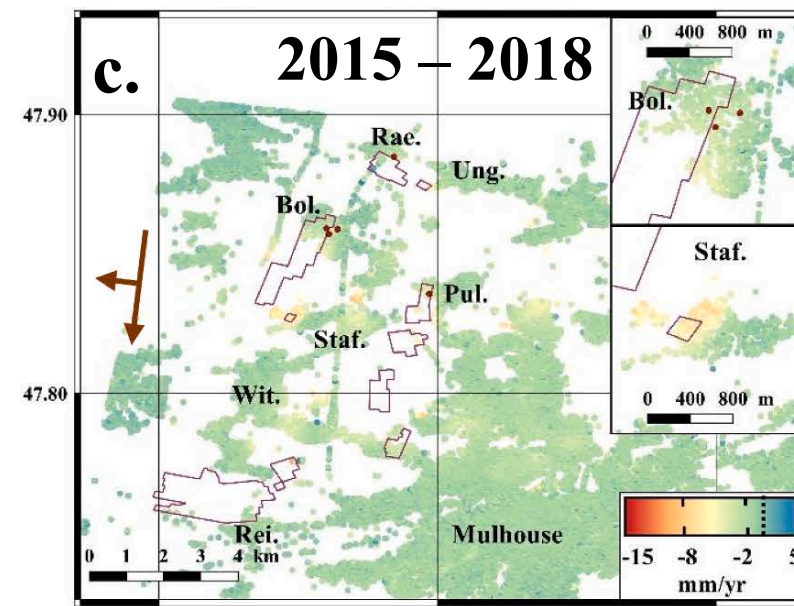 c. 2015 – 2018
0 400 800 m
Bol.
47.90
Rae.
Ung.
Bol.
Staf.
Pul.
Staf.
47.80
Wit.
0 400 800 m
Rei.
Mulhouse
0 1 2 3 4 km
-15 -8 -2 5
mm/yr